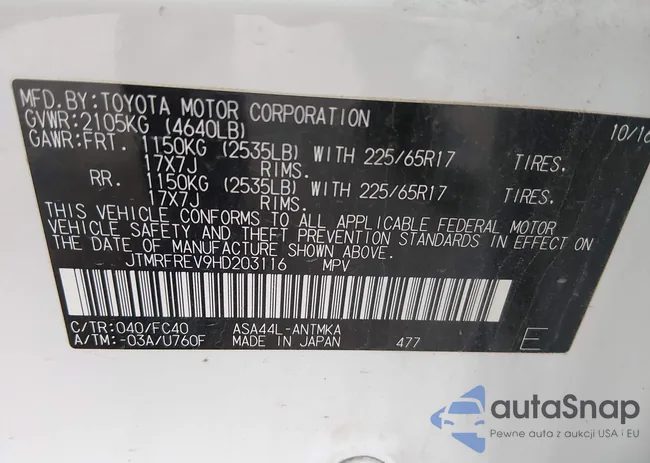 MFD.BY:TOYOTA MOTOR CORPORATION 10/16
GVWR:2105KG (4640LB)
GAWR:FRT. 1150KG (2535LB) WITH 225/65R17 TIRES.
17X7J RIMS.
RR. 1150KG (2535LB) WITH 225/65R17 TIRES.
17X7J RIMS.
THIS VEHICLE CONFORMS TO ALL APPLICABLE FEDERAL MOTOR
VEHICLE SAFETY AND THEFT PREVENTION STANDARDS IN EFFECT ON
THE DATE OF MANUFACTURE SHOWN ABOVE.
JTMRFREV9HD203116 MPV
C/TR:040/FC40 ASA44L-ANTMKA
A/TM:-03A/U760F MADE IN JAPAN 477 E
autaSnap
Pewne auta z aukcji USA i EU